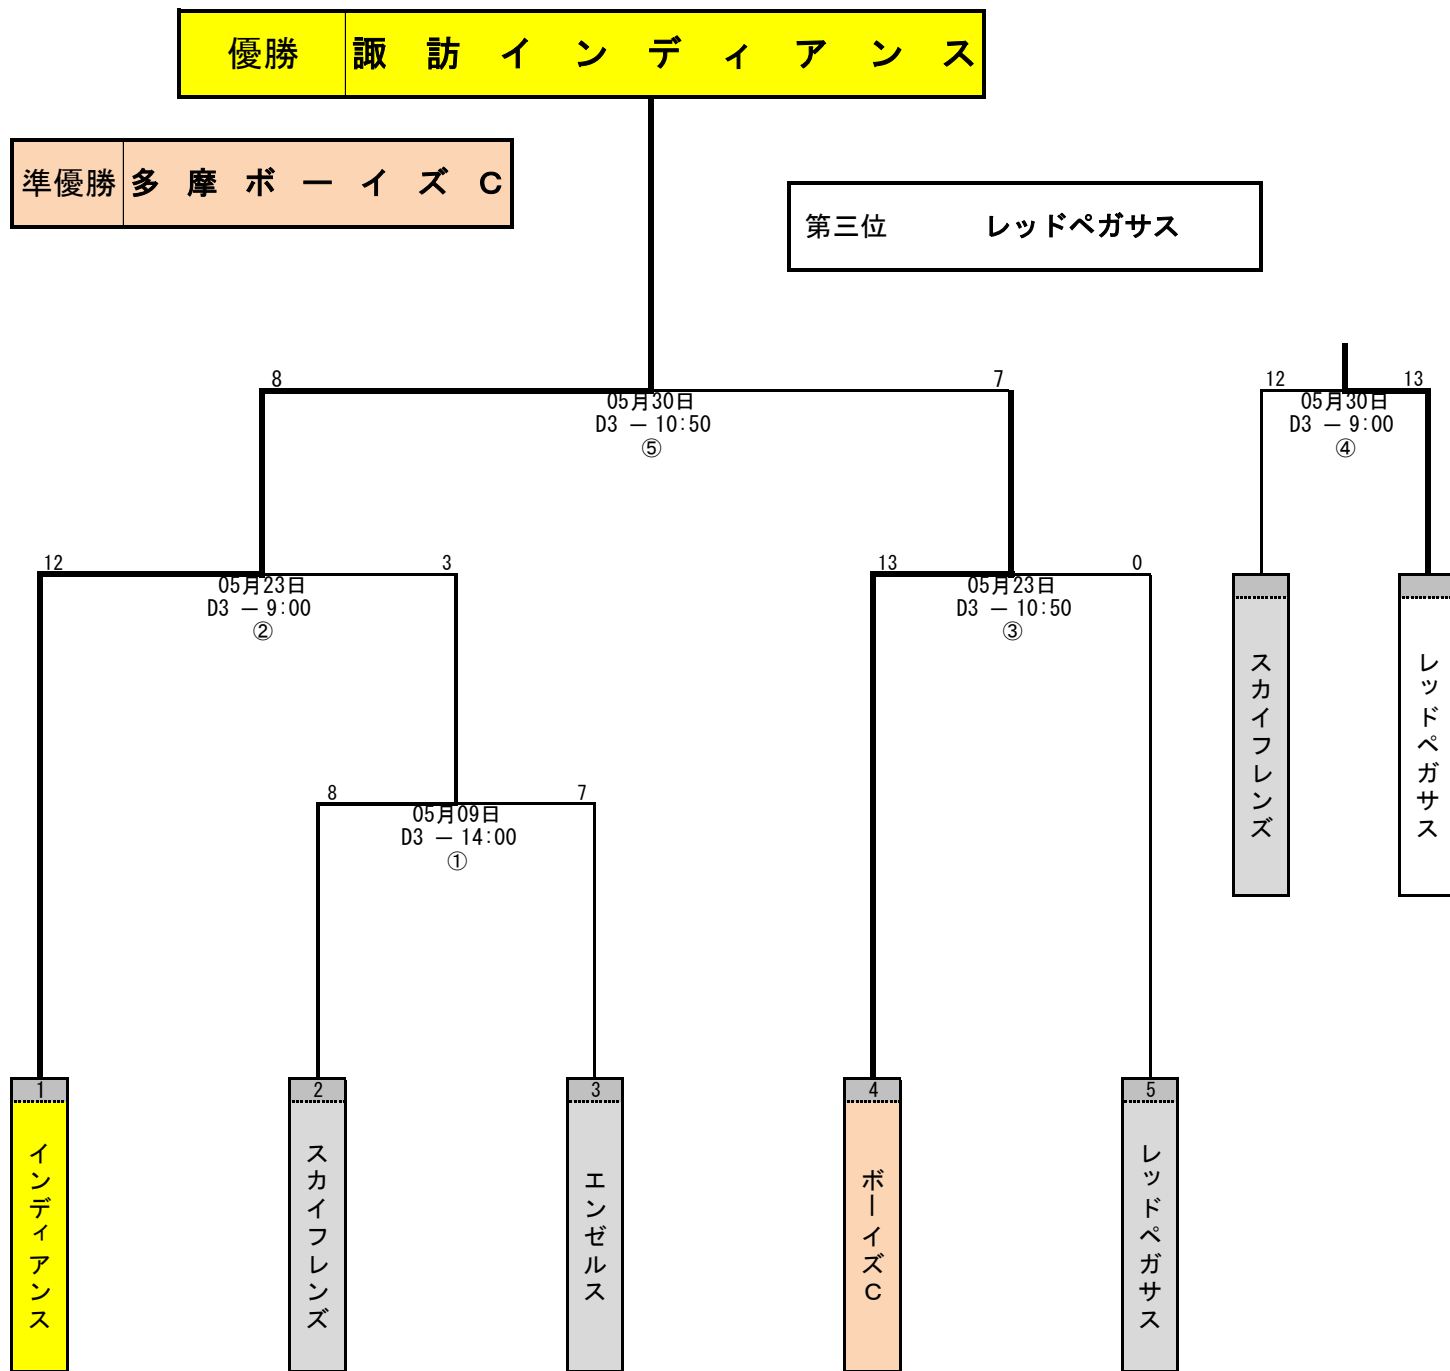 優勝 諏訪インディアンス
準優勝 多摩ボーイズC
第三位 レッドペガサス
8 7
05月30日
D3 － 10:50
⑤
12 13
05月30日
D3 － 9:00
④
12 3
05月23日
D3 － 9:00
②
13 0
05月23日
D3 － 10:50
③
スカイフレンズ
レッドペガサス
8 7
05月09日
D3 － 14:00
①
1
インディアンス
2
スカイフレンズ
3
エンゼルス
4
ボーイズC
5
レッドペガサス